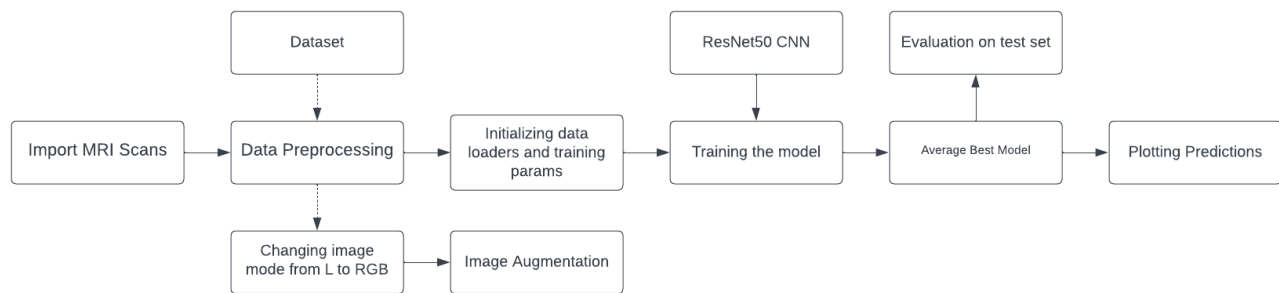 Dataset
ResNet50 CNN
Evaluation on test set
Import MRI Scans
Data Preprocessing
Initializing data
loaders and training
params
Training the model
Average Best Model
Plotting Predictions
Changing image
mode from L to RGB
Image Augmentation